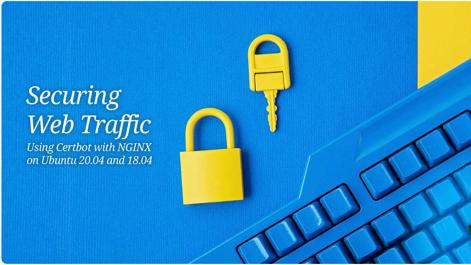 Securing
Web Traffic
Using Certbot with NGINX
on Ubuntu 20.04 and 18.04